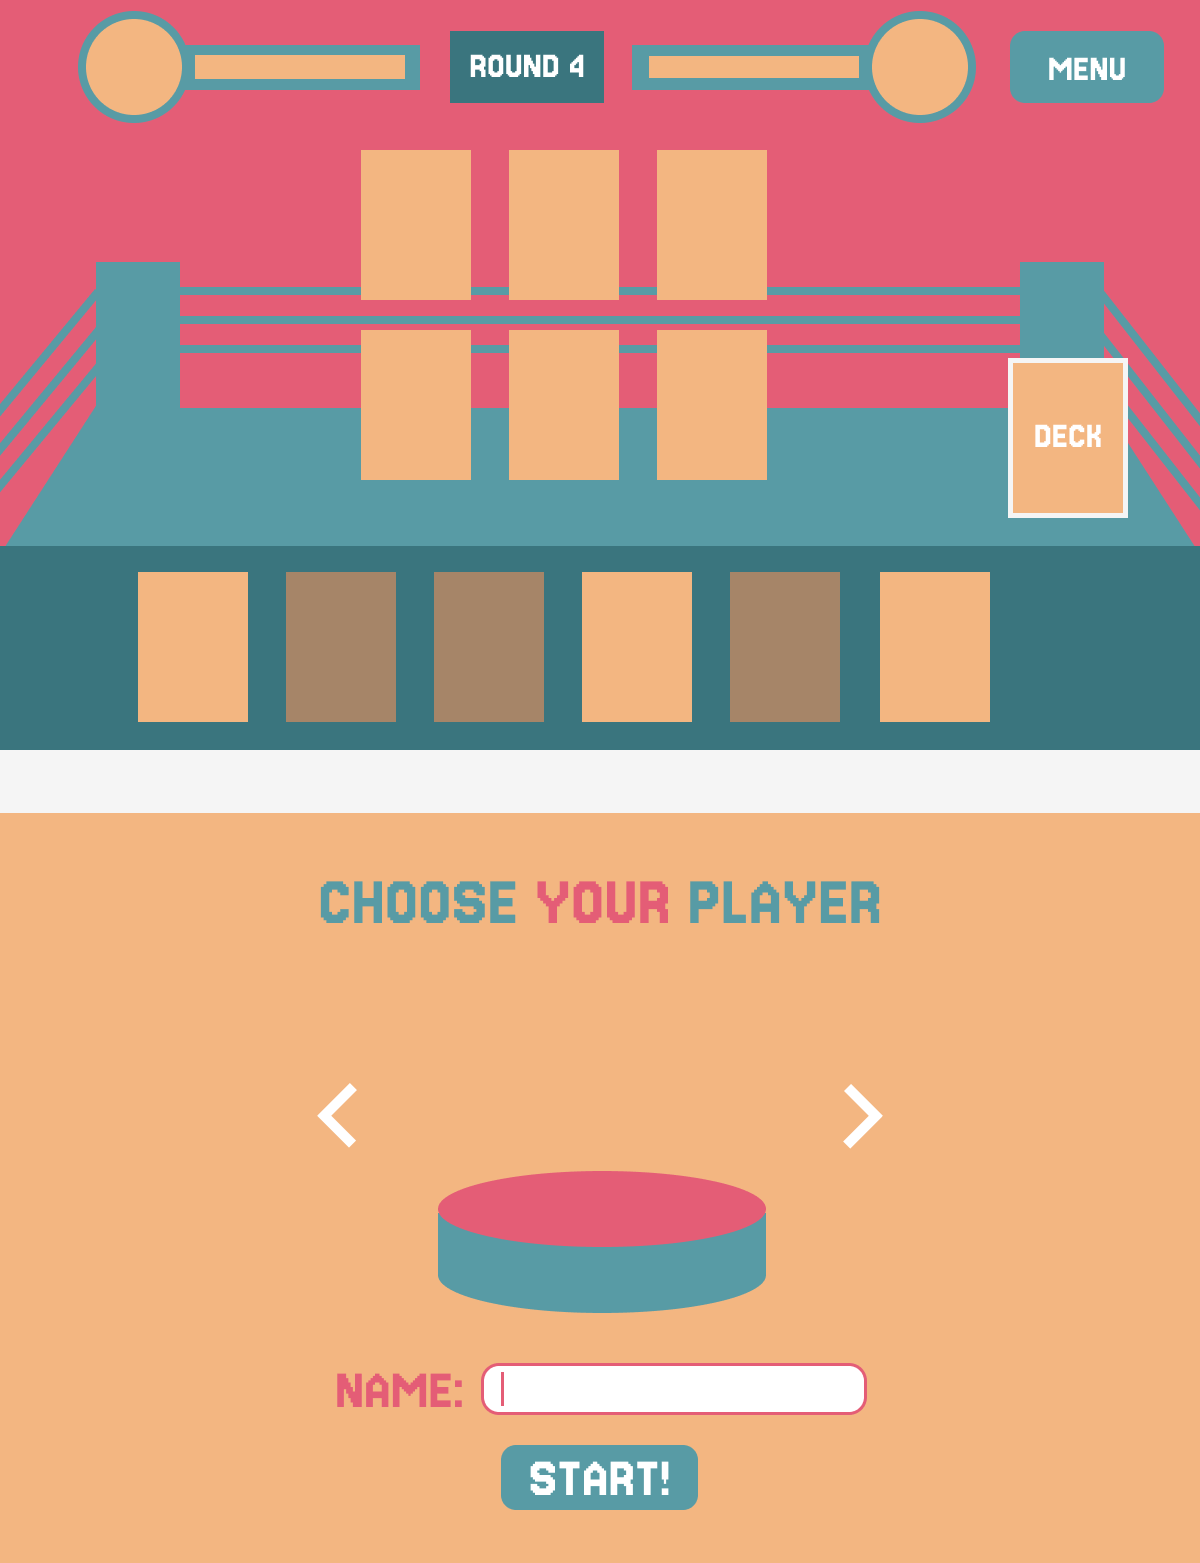 ROUND 4
MENU
DECK
CHOOSE YOUR PLAYER
NAME:
START!